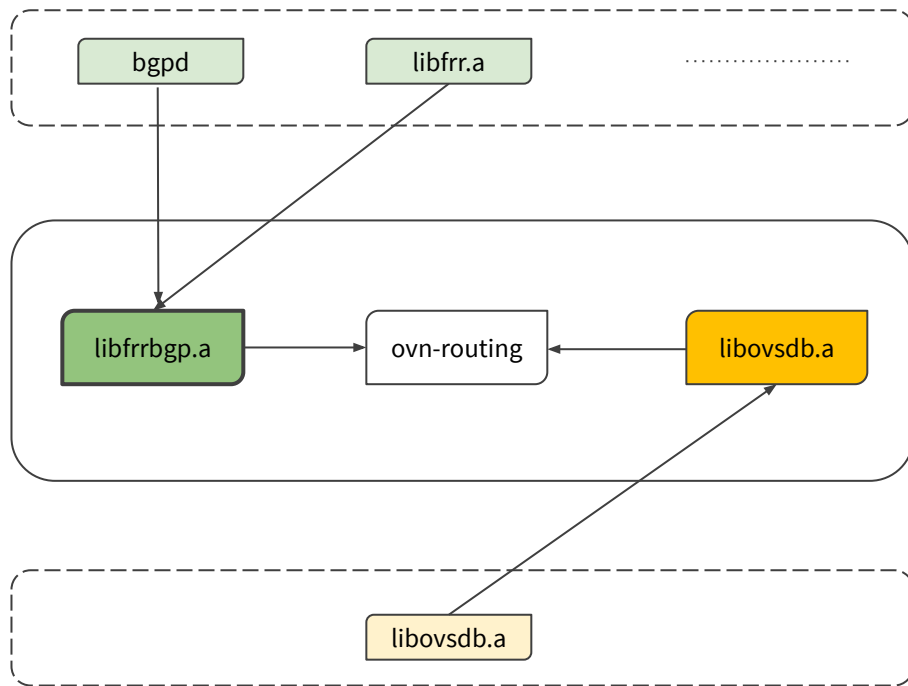 bgpd
libfrr.a
libfrrbgp.a
ovn-routing
libovsdb.a
libovsdb.a